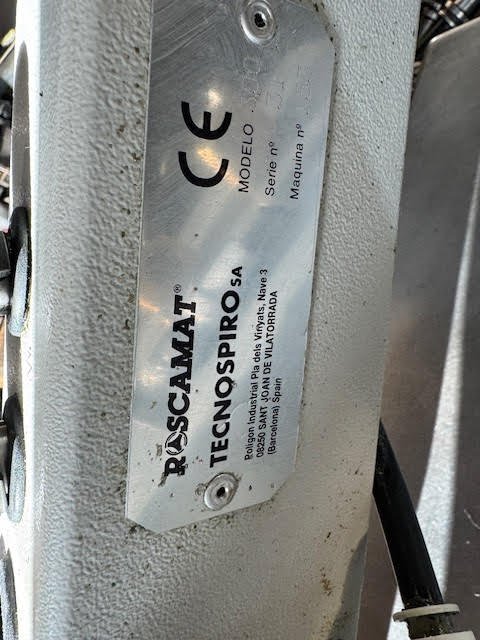 ROSCAMAT®
TECNOSPIRO SA
Poligon Industrial Pla dels Vinyats, Nave 3
08250 SANT JOAN DE VILATORRADA
(Barcelona) Spain
CE
MODELO
Serie nº
Maquina nº